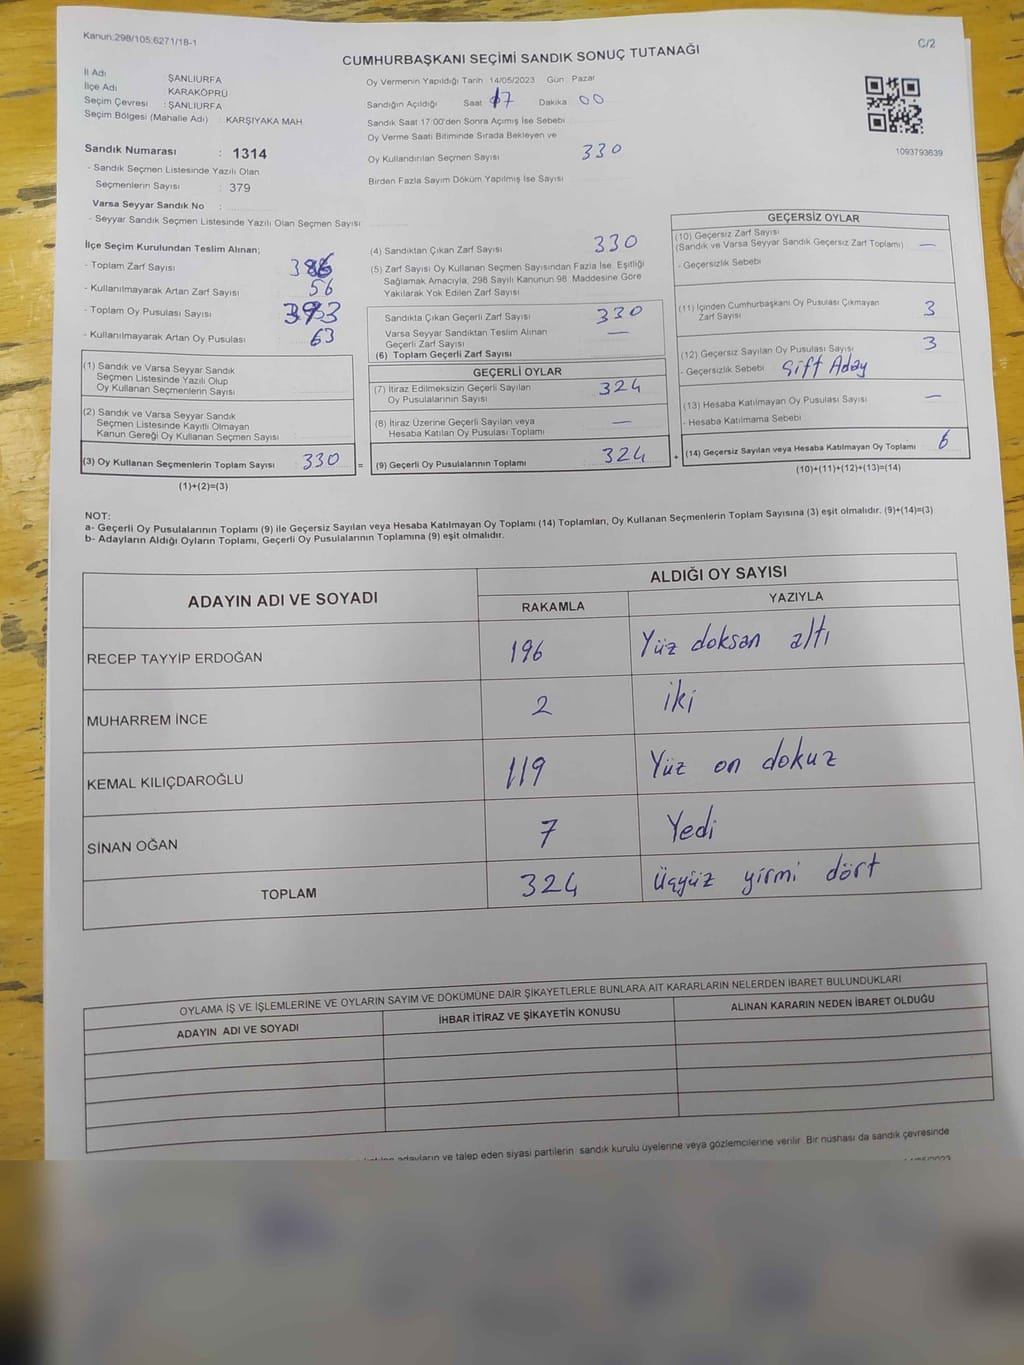 Kanun:298/105;6271/18-1
C/2
CUMHURBAŞKANI SEÇİMİ SANDIK SONUÇ TUTANAĞI
İl Adı : ŞANLIURFA
İlçe Adı : KARAKÖPRÜ
Seçim Çevresi : ŞANLIURFA
Seçim Bölgesi (Mahalle Adı) : KARŞIYAKA MAH.
Sandık Numarası : 1314
- Sandık Seçmen Listesinde Yazılı Olan
Seçmenlerin Sayısı : 379
Varsa Seyyar Sandık No :
- Seyyar Sandık Seçmen Listesinde Yazılı Olan Seçmen Sayısı
Oy Vermenin Yapıldığı Tarih 14/05/2023 Gün : Pazar
Sandığın Açıldığı Saat 17 Dakika 00
Sandık Saat 17:00'den Sonra Açımış İse Sebebi
Oy Verme Saati Bitiminde Sırada Bekleyen ve
Oy Kullandırılan Seçmen Sayısı 330
Birden Fazla Sayım Döküm Yapılmış İse Sayısı
1093793639
İlçe Seçim Kurulundan Teslim Alınan;
- Toplam Zarf Sayısı 386
- Kullanılmayarak Artan Zarf Sayısı 56
- Toplam Oy Pusulası Sayısı 393
- Kullanılmayarak Artan Oy Pusulası 63
(1) Sandık ve Varsa Seyyar Sandık
Seçmen Listesinde Yazılı Olup
Oy Kullanan Seçmenlerin Sayısı
(2) Sandık ve Varsa Seyyar Sandık
Seçmen Listesinde Kayıtlı Olmayan
Kanun Gereği Oy Kullanan Seçmen Sayısı :
(3) Oy Kullanan Seçmenlerin Toplam Sayısı 330 =
(1)+(2)=(3)
(4) Sandıktan Çıkan Zarf Sayısı 330
(5) Zarf Sayısı Oy Kullanan Seçmen Sayısından Fazla İse, Eşitliği
Sağlamak Amacıyla, 298 Sayılı Kanunun 98. Maddesine Göre
Yakılarak Yok Edilen Zarf Sayısı
Sandıkta Çıkan Geçerli Zarf Sayısı 330
Varsa Seyyar Sandıktan Teslim Alınan
Geçerli Zarf Sayısı —
(6) Toplam Geçerli Zarf Sayısı
GEÇERLİ OYLAR
(7) İtiraz Edilmeksizin Geçerli Sayılan
Oy Pusulalarının Sayısı 324
(8) İtiraz Üzerine Geçerli Sayılan veya
Hesaba Katılan Oy Pusulası Toplamı —
(9) Geçerli Oy Pusulalarının Toplamı 324 +
GEÇERSİZ OYLAR
(10) Geçersiz Zarf Sayısı
(Sandık ve Varsa Seyyar Sandık Geçersiz Zarf Toplamı) —
- Geçersizlik Sebebi
(11) İçinden Cumhurbaşkanı Oy Pusulası Çıkmayan
Zarf Sayısı 3
(12) Geçersiz Sayılan Oy Pusulası Sayısı 3
- Geçersizlik Sebebi Çift Aday
(13) Hesaba Katılmayan Oy Pusulası Sayısı —
- Hesaba Katılmama Sebebi
(14) Geçersiz Sayılan veya Hesaba Katılmayan Oy Toplamı 6
(10)+(11)+(12)+(13)=(14)
NOT:
a- Geçerli Oy Pusulalarının Toplamı (9) ile Geçersiz Sayılan veya Hesaba Katılmayan Oy Toplamı (14) Toplamları, Oy Kullanan Seçmenlerin Toplam Sayısına (3) eşit olmalıdır. (9)+(14)=(3)
b- Adayların Aldığı Oyların Toplamı, Geçerli Oy Pusulalarının Toplamına (9) eşit olmalıdır.
ADAYIN ADI VE SOYADI
ALDIĞI OY SAYISI
RAKAMLA YAZIYLA
RECEP TAYYİP ERDOĞAN 196 Yüz doksan altı
MUHARREM İNCE 2 iki
KEMAL KILIÇDAROĞLU 119 Yüz on dokuz
SİNAN OĞAN 7 Yedi
TOPLAM 324 Üçyüz yirmi dört
OYLAMA İŞ VE İŞLEMLERİNE VE OYLARIN SAYIM VE DÖKÜMÜNE DAİR ŞİKAYETLERLE BUNLARA AİT KARARLARIN NELERDEN İBARET BULUNDUKLARI
ADAYIN ADI VE SOYADI İHBAR İTİRAZ VE ŞİKAYETİN KONUSU ALINAN KARARIN NEDEN İBARET OLDUĞU
adayların ve talep eden siyasi partilerin sandık kurulu üyelerine veya gözlemcilerine verilir. Bir nüshası da sandık çevresinde